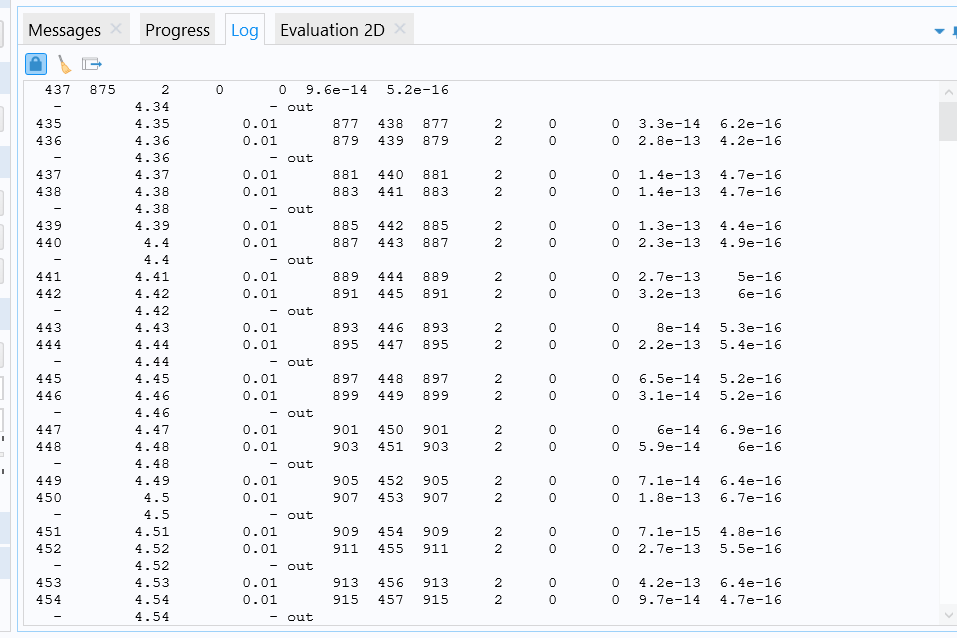 Messages Progress Log Evaluation 2D
437 875 2 0 0 9.6e-14 5.2e-16
- 4.34 - out
435 4.35 0.01 877 438 877 2 0 0 3.3e-14 6.2e-16
436 4.36 0.01 879 439 879 2 0 0 2.8e-13 4.2e-16
- 4.36 - out
437 4.37 0.01 881 440 881 2 0 0 1.4e-13 4.7e-16
438 4.38 0.01 883 441 883 2 0 0 1.4e-13 4.7e-16
- 4.38 - out
439 4.39 0.01 885 442 885 2 0 0 1.3e-13 4.4e-16
440 4.4 0.01 887 443 887 2 0 0 2.3e-13 4.9e-16
- 4.4 - out
441 4.41 0.01 889 444 889 2 0 0 2.7e-13 5e-16
442 4.42 0.01 891 445 891 2 0 0 3.2e-13 6e-16
- 4.42 - out
443 4.43 0.01 893 446 893 2 0 0 8e-14 5.3e-16
444 4.44 0.01 895 447 895 2 0 0 2.2e-13 5.4e-16
- 4.44 - out
445 4.45 0.01 897 448 897 2 0 0 6.5e-14 5.2e-16
446 4.46 0.01 899 449 899 2 0 0 3.1e-14 5.2e-16
- 4.46 - out
447 4.47 0.01 901 450 901 2 0 0 6e-14 6.9e-16
448 4.48 0.01 903 451 903 2 0 0 5.9e-14 6e-16
- 4.48 - out
449 4.49 0.01 905 452 905 2 0 0 7.1e-14 6.4e-16
450 4.5 0.01 907 453 907 2 0 0 1.8e-13 6.7e-16
- 4.5 - out
451 4.51 0.01 909 454 909 2 0 0 7.1e-15 4.8e-16
452 4.52 0.01 911 455 911 2 0 0 2.7e-13 5.5e-16
- 4.52 - out
453 4.53 0.01 913 456 913 2 0 0 4.2e-13 6.4e-16
454 4.54 0.01 915 457 915 2 0 0 9.7e-14 4.7e-16
- 4.54 - out